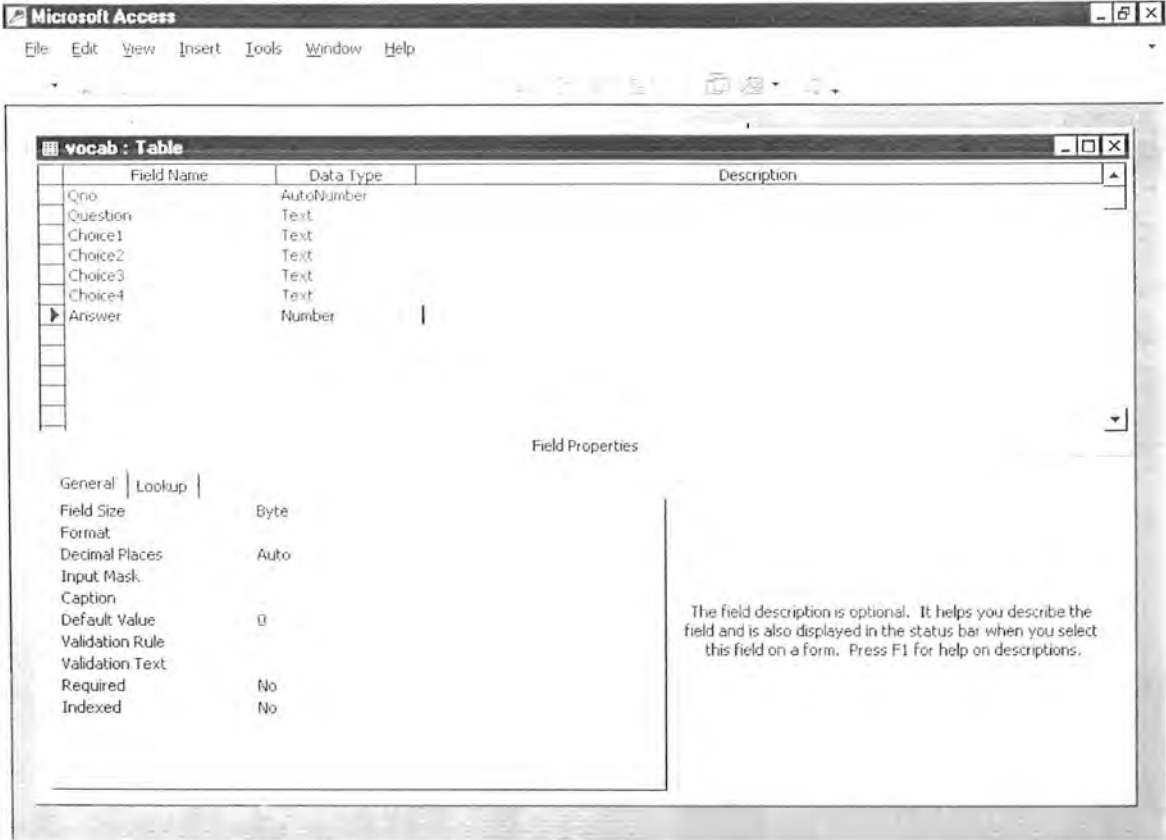 Microsoft Access
File Edit View Insert Tools Window Help
vocab : Table
Field Name Data Type Description
Qno AutoNumber
Question Text
Choice1 Text
Choice2 Text
Choice3 Text
Choice4 Text
Answer Number
Field Properties
General Lookup
Field Size Byte
Format
Decimal Places Auto
Input Mask
Caption
Default Value 0
Validation Rule
Validation Text
Required No
Indexed No
The field description is optional. It helps you describe the
field and is also displayed in the status bar when you select
this field on a form. Press F1 for help on descriptions.